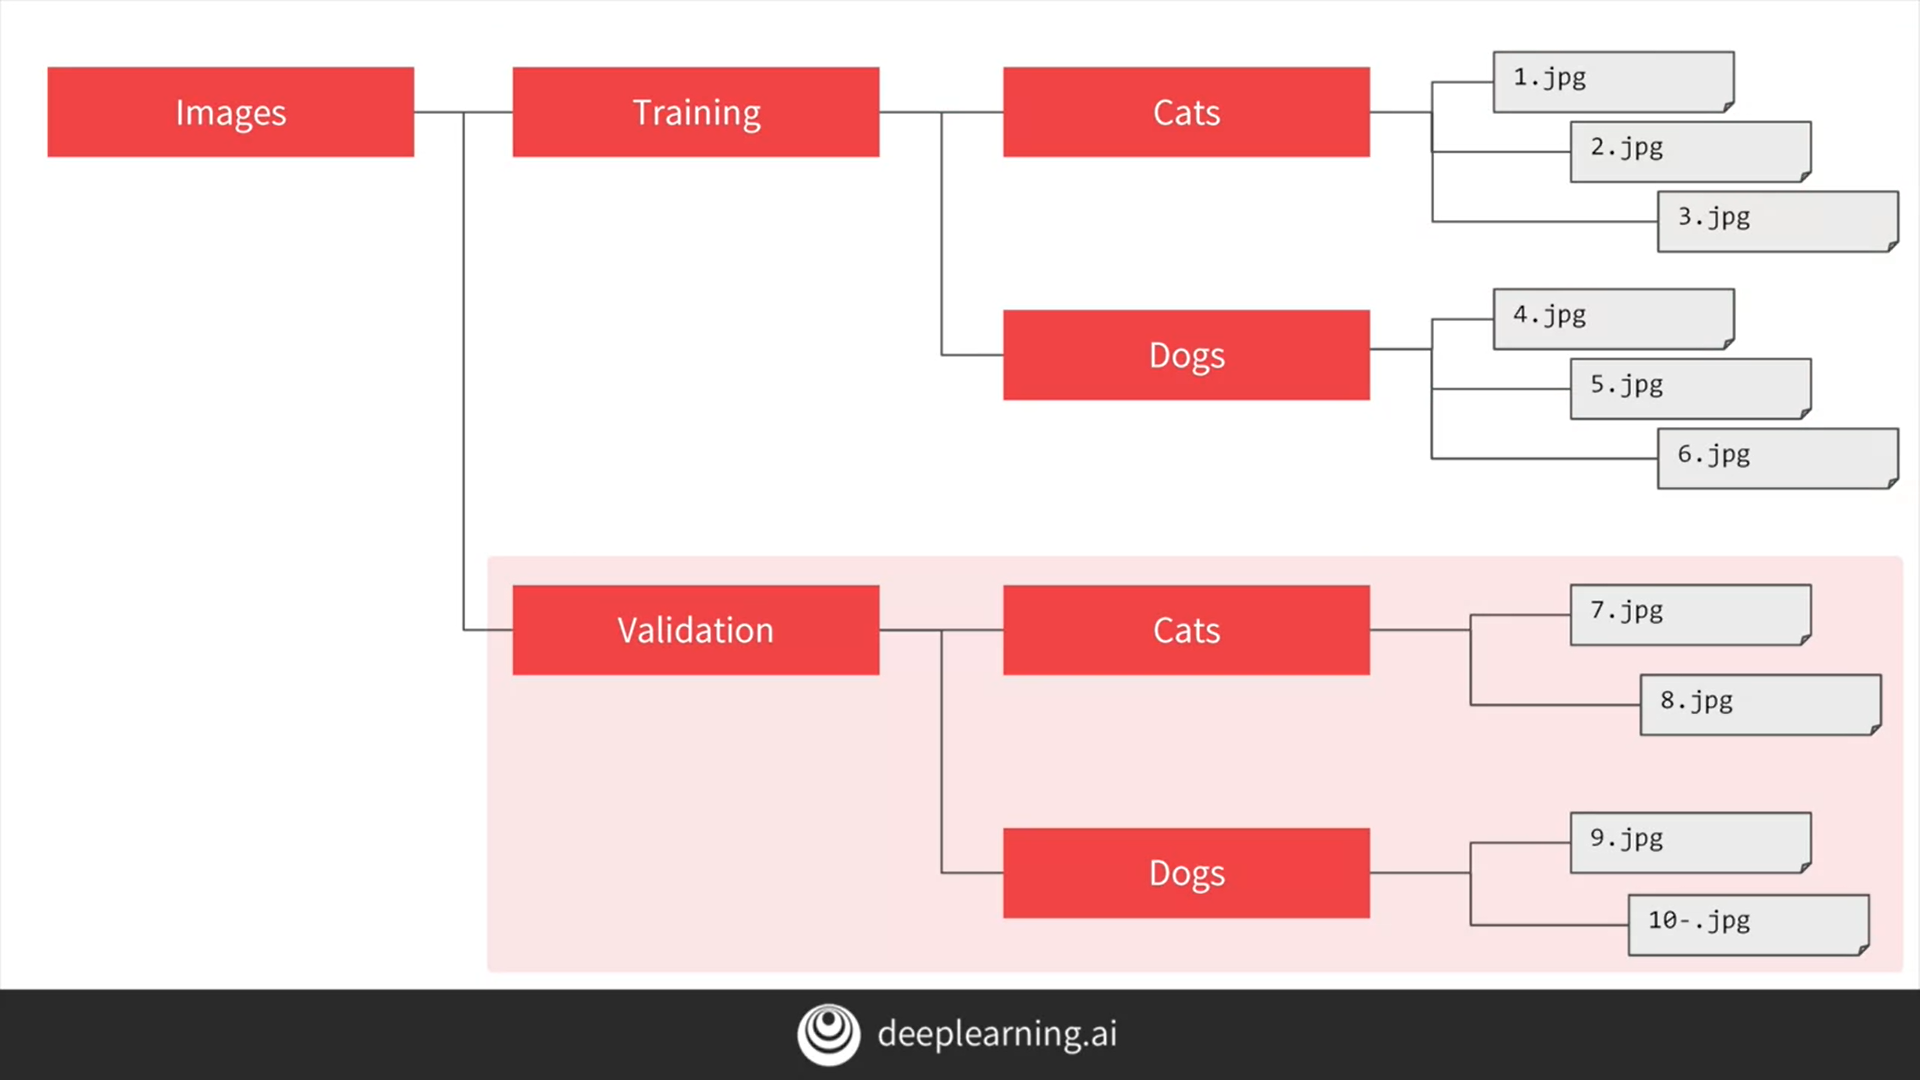 Images
Training
Cats
1.jpg
2.jpg
3.jpg
Dogs
4.jpg
5.jpg
6.jpg
Validation
Cats
7.jpg
8.jpg
Dogs
9.jpg
10-.jpg
deeplearning.ai